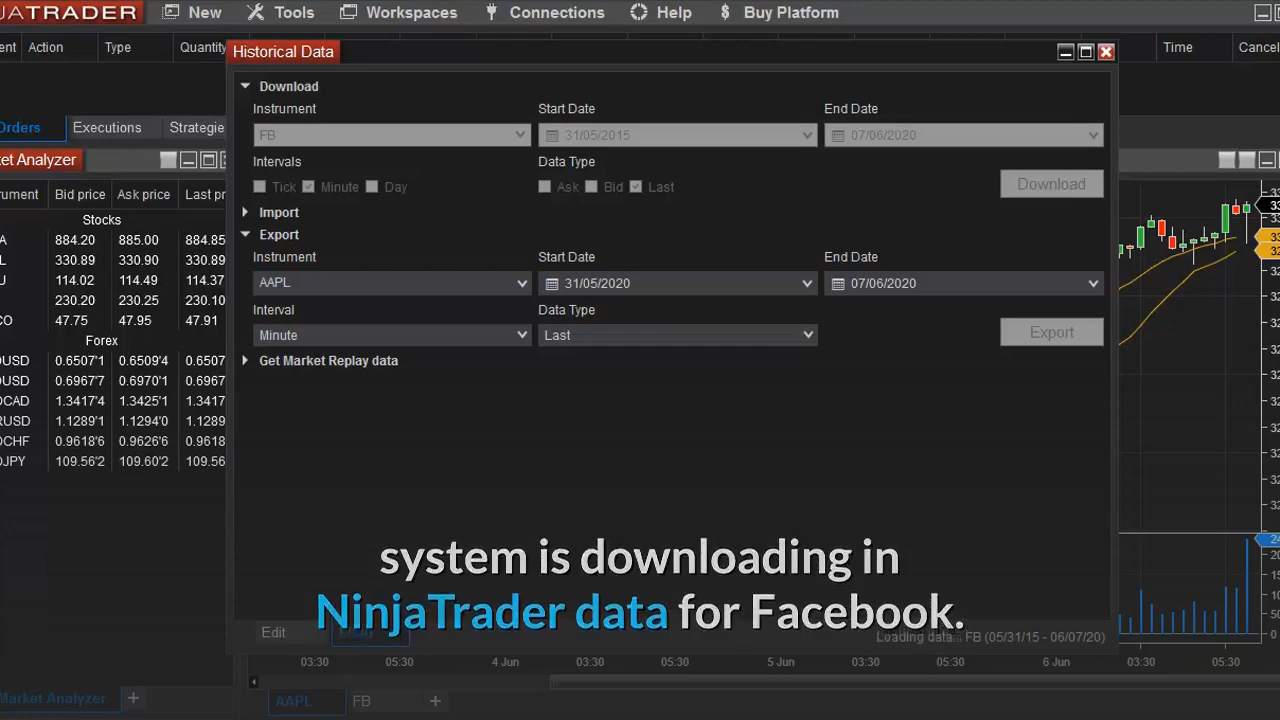 JATRADER New Tools Workspaces Connections Help $ Buy Platform
Action Type Quantity Time Cancel
Historical Data
Download
Instrument Start Date End Date
FB 31/05/2015 07/06/2020
Intervals Data Type
Tick Minute Day Ask Bid Last Download
Import
Export
Instrument Start Date End Date
AAPL 31/05/2020 07/06/2020
Interval Data Type
Minute Last Export
Get Market Replay data
Orders Executions Strategie
ket Analyzer
rument Bid price Ask price Last pr
Stocks
A 884.20 885.00 884.85
L 330.89 330.90 330.89
U 114.02 114.49 114.37
230.20 230.25 230.10
CO 47.75 47.95 47.91
Forex
USD 0.6507'1 0.6509'4 0.6507
USD 0.6967'7 0.6970'1 0.6967
CAD 1.3417'4 1.3425'1 1.3417
RUSD 1.1289'1 1.1294'0 1.1289
CHF 0.9618'6 0.9626'6 0.9618
JPY 109.56'2 109.60'2 109.56
system is downloading in
NinjaTrader data for Facebook.
Edit
Loading data... FB (05/31/15 - 06/07/20)
03:30 05:30 4 Jun 03:30 05:30 5 Jun 03:30 05:30 6 Jun 03:30 05:30
Market Analyzer + AAPL FB +